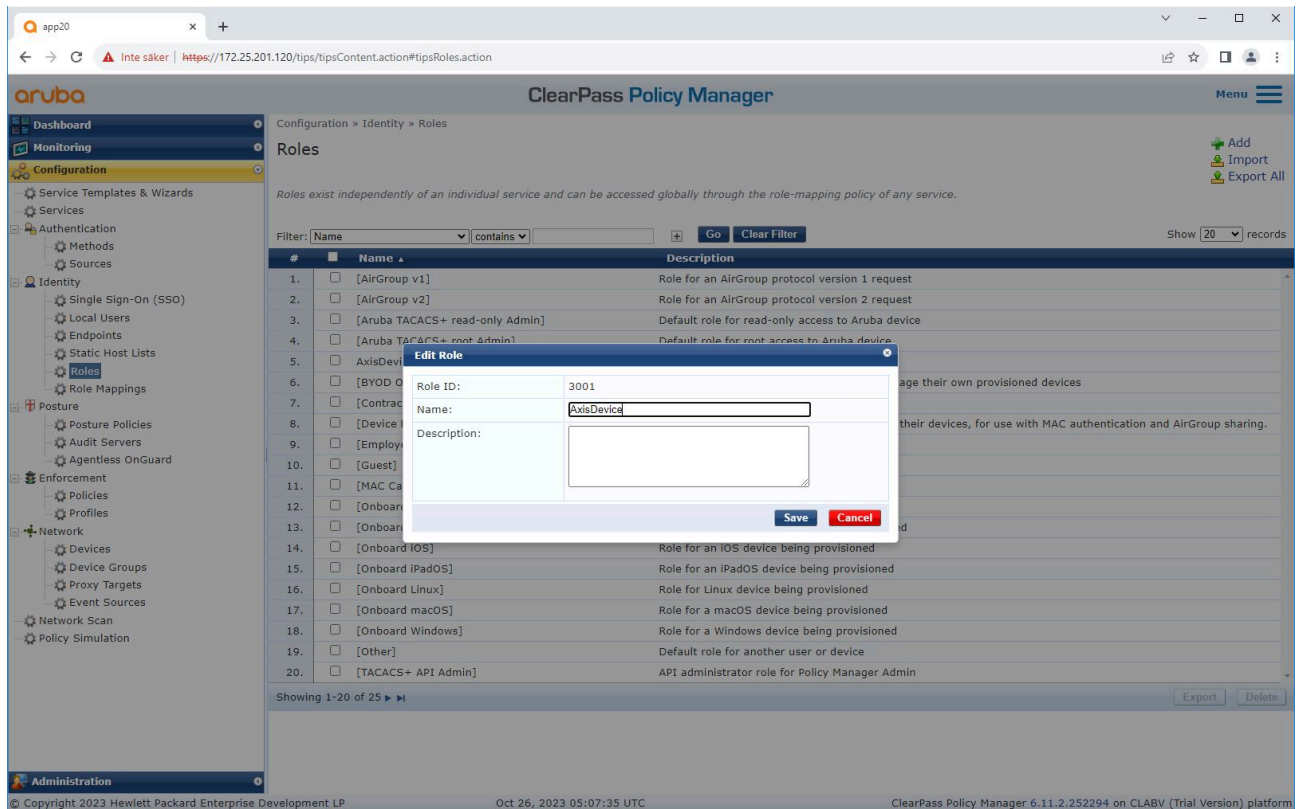 app20
Inte säker https://172.25.201.120/tips/tipsContent.action#tipsRoles.action
aruba
ClearPass Policy Manager
Menu
Dashboard
Monitoring
Configuration
Service Templates & Wizards
Services
Authentication
Methods
Sources
Identity
Single Sign-On (SSO)
Local Users
Endpoints
Static Host Lists
Roles
Role Mappings
Posture
Posture Policies
Audit Servers
Agentless OnGuard
Enforcement
Policies
Profiles
Network
Devices
Device Groups
Proxy Targets
Event Sources
Network Scan
Policy Simulation
Administration
Configuration » Identity » Roles
Roles
Add
Import
Export All
Roles exist independently of an individual service and can be accessed globally through the role-mapping policy of any service.
Filter: Name contains Go Clear Filter Show 20 records
# Name Description
1. [AirGroup v1] Role for an AirGroup protocol version 1 request
2. [AirGroup v2] Role for an AirGroup protocol version 2 request
3. [Aruba TACACS+ read-only Admin] Default role for read-only access to Aruba device
4. [Aruba TACACS+ root Admin] Default role for root access to Aruba device
5. AxisDevi
6. [BYOD O age their own provisioned devices
7. [Contrac
8. [Device their devices, for use with MAC authentication and AirGroup sharing.
9. [Employe
10. [Guest]
11. [MAC Ca
12. [Onboar
13. [Onboar ed
14. [Onboard iOS] Role for an iOS device being provisioned
15. [Onboard iPadOS] Role for an iPadOS device being provisioned
16. [Onboard Linux] Role for Linux device being provisioned
17. [Onboard macOS] Role for a macOS device being provisioned
18. [Onboard Windows] Role for a Windows device being provisioned
19. [Other] Default role for another user or device
20. [TACACS+ API Admin] API administrator role for Policy Manager Admin
Showing 1-20 of 25
Export Delete
Edit Role
Role ID: 3001
Name: AxisDevice
Description:
Save Cancel
© Copyright 2023 Hewlett Packard Enterprise Development LP Oct 26, 2023 05:07:35 UTC ClearPass Policy Manager 6.11.2.252294 on CLABV (Trial Version) platform